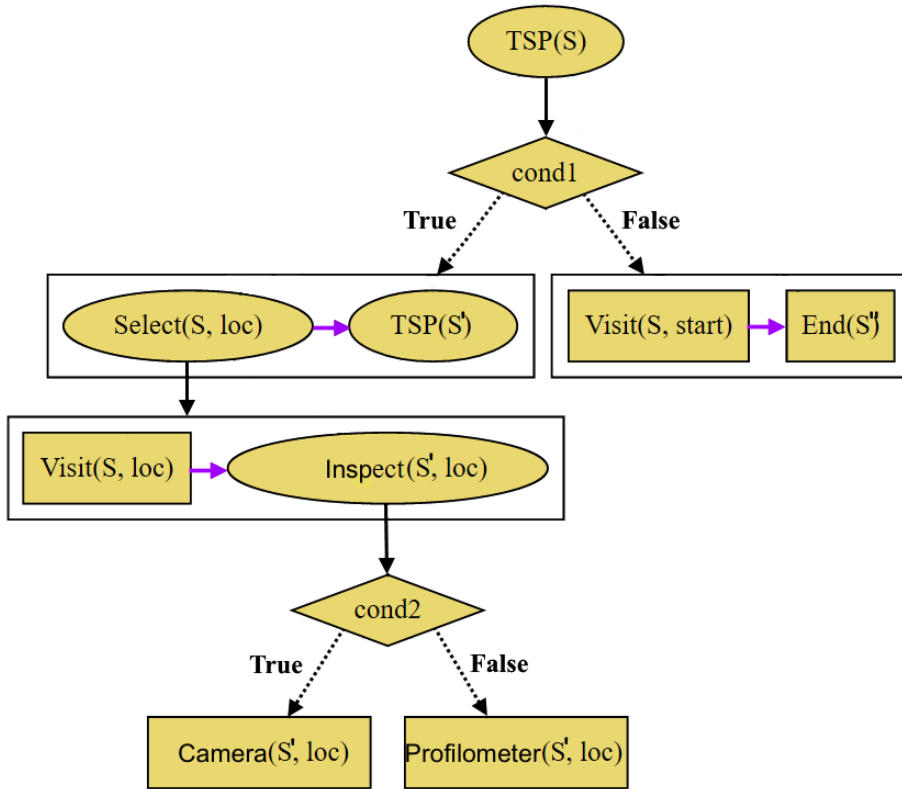 TSP(S)
cond1
True
False
Select(S, loc)
TSP(S')
Visit(S, start)
End(S'')
Visit(S, loc)
Inspect(S', loc)
cond2
True
False
Camera(S', loc)
Profilometer(S', loc)